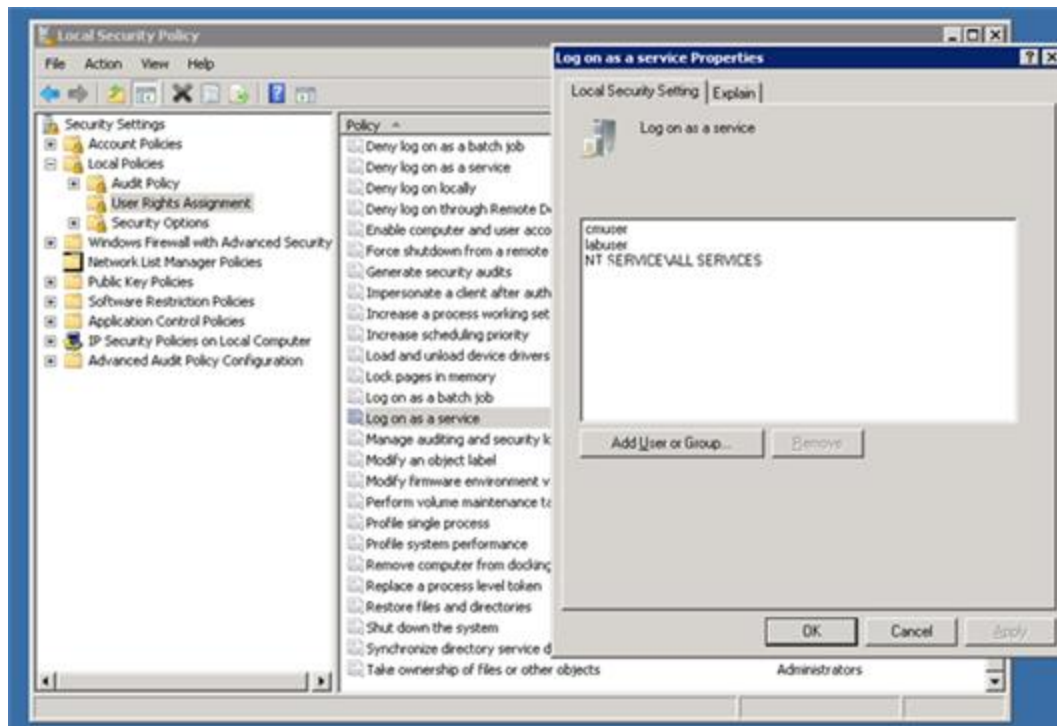 Local Security Policy
File Action View Help
Security Settings
Account Policies
Local Policies
Audit Policy
User Rights Assignment
Security Options
Windows Firewall with Advanced Security
Network List Manager Policies
Public Key Policies
Software Restriction Policies
Application Control Policies
IP Security Policies on Local Computer
Advanced Audit Policy Configuration
Policy
Deny log on as a batch job
Deny log on as a service
Deny log on locally
Deny log on through Remote D
Enable computer and user acco
Force shutdown from a remote
Generate security audits
Impersonate a client after auth
Increase a process working set
Increase scheduling priority
Load and unload device drivers
Lock pages in memory
Log on as a batch job
Log on as a service
Manage auditing and security l
Modify an object label
Modify firmware environment v
Perform volume maintenance ta
Profile single process
Profile system performance
Remove computer from docking
Replace a process level token
Restore files and directories
Shut down the system
Synchronize directory service d
Take ownership of files or other objects Administrators
Log on as a service Properties
Local Security Setting Explain
Log on as a service
cmuser
labuser
NT SERVICE\ALL SERVICES
Add User or Group... Remove
OK Cancel Apply